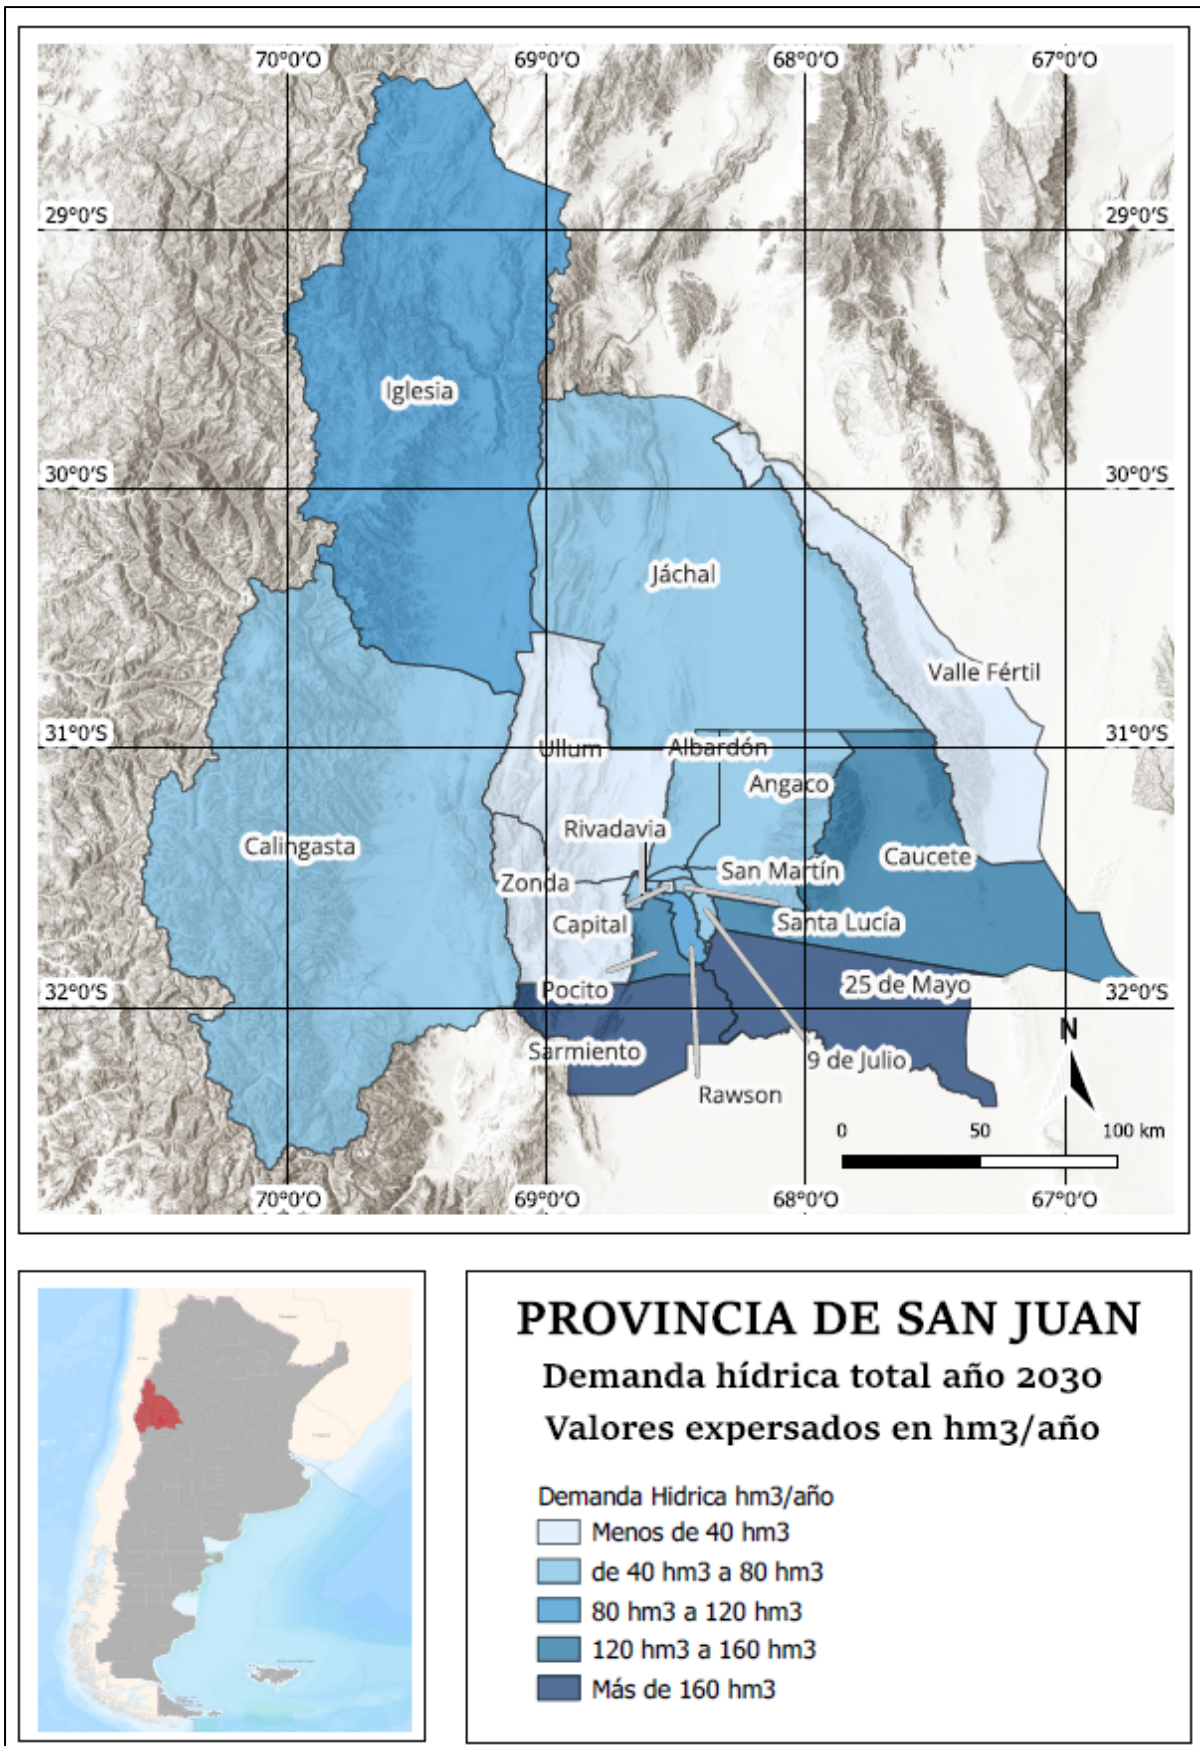 70°0'O 69°0'O 68°0'O 67°0'O
29°0'S 29°0'S
Iglesia
30°0'S 30°0'S
Jáchal
Valle Fértil
31°0'S Ullum Albardón 31°0'S
Angaco
Rivadavia
Calingasta
Caucete
San Martín
Zonda
Capital
Santa Lucía
25 de Mayo
Pocito
32°0'S 32°0'S
N
Sarmiento
9 de Julio
Rawson
0 50 100 km
70°0'O 69°0'O 68°0'O 67°0'O
PROVINCIA DE SAN JUAN
Demanda hídrica total año 2030
Valores expersados en hm3/año
Demanda Hidrica hm3/año
Menos de 40 hm3
de 40 hm3 a 80 hm3
80 hm3 a 120 hm3
120 hm3 a 160 hm3
Más de 160 hm3